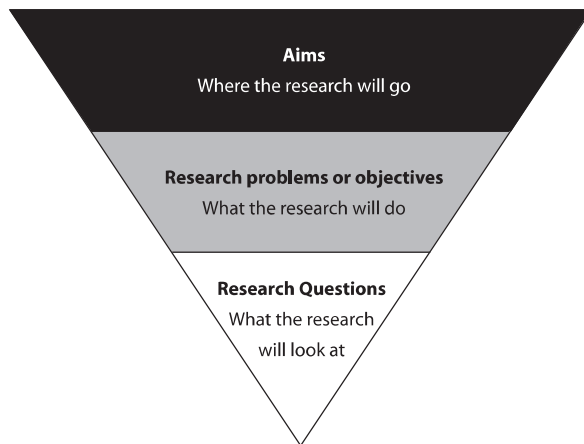 Aims
Where the research will go
Research problems or objectives
What the research will do
Research Questions
What the research
will look at